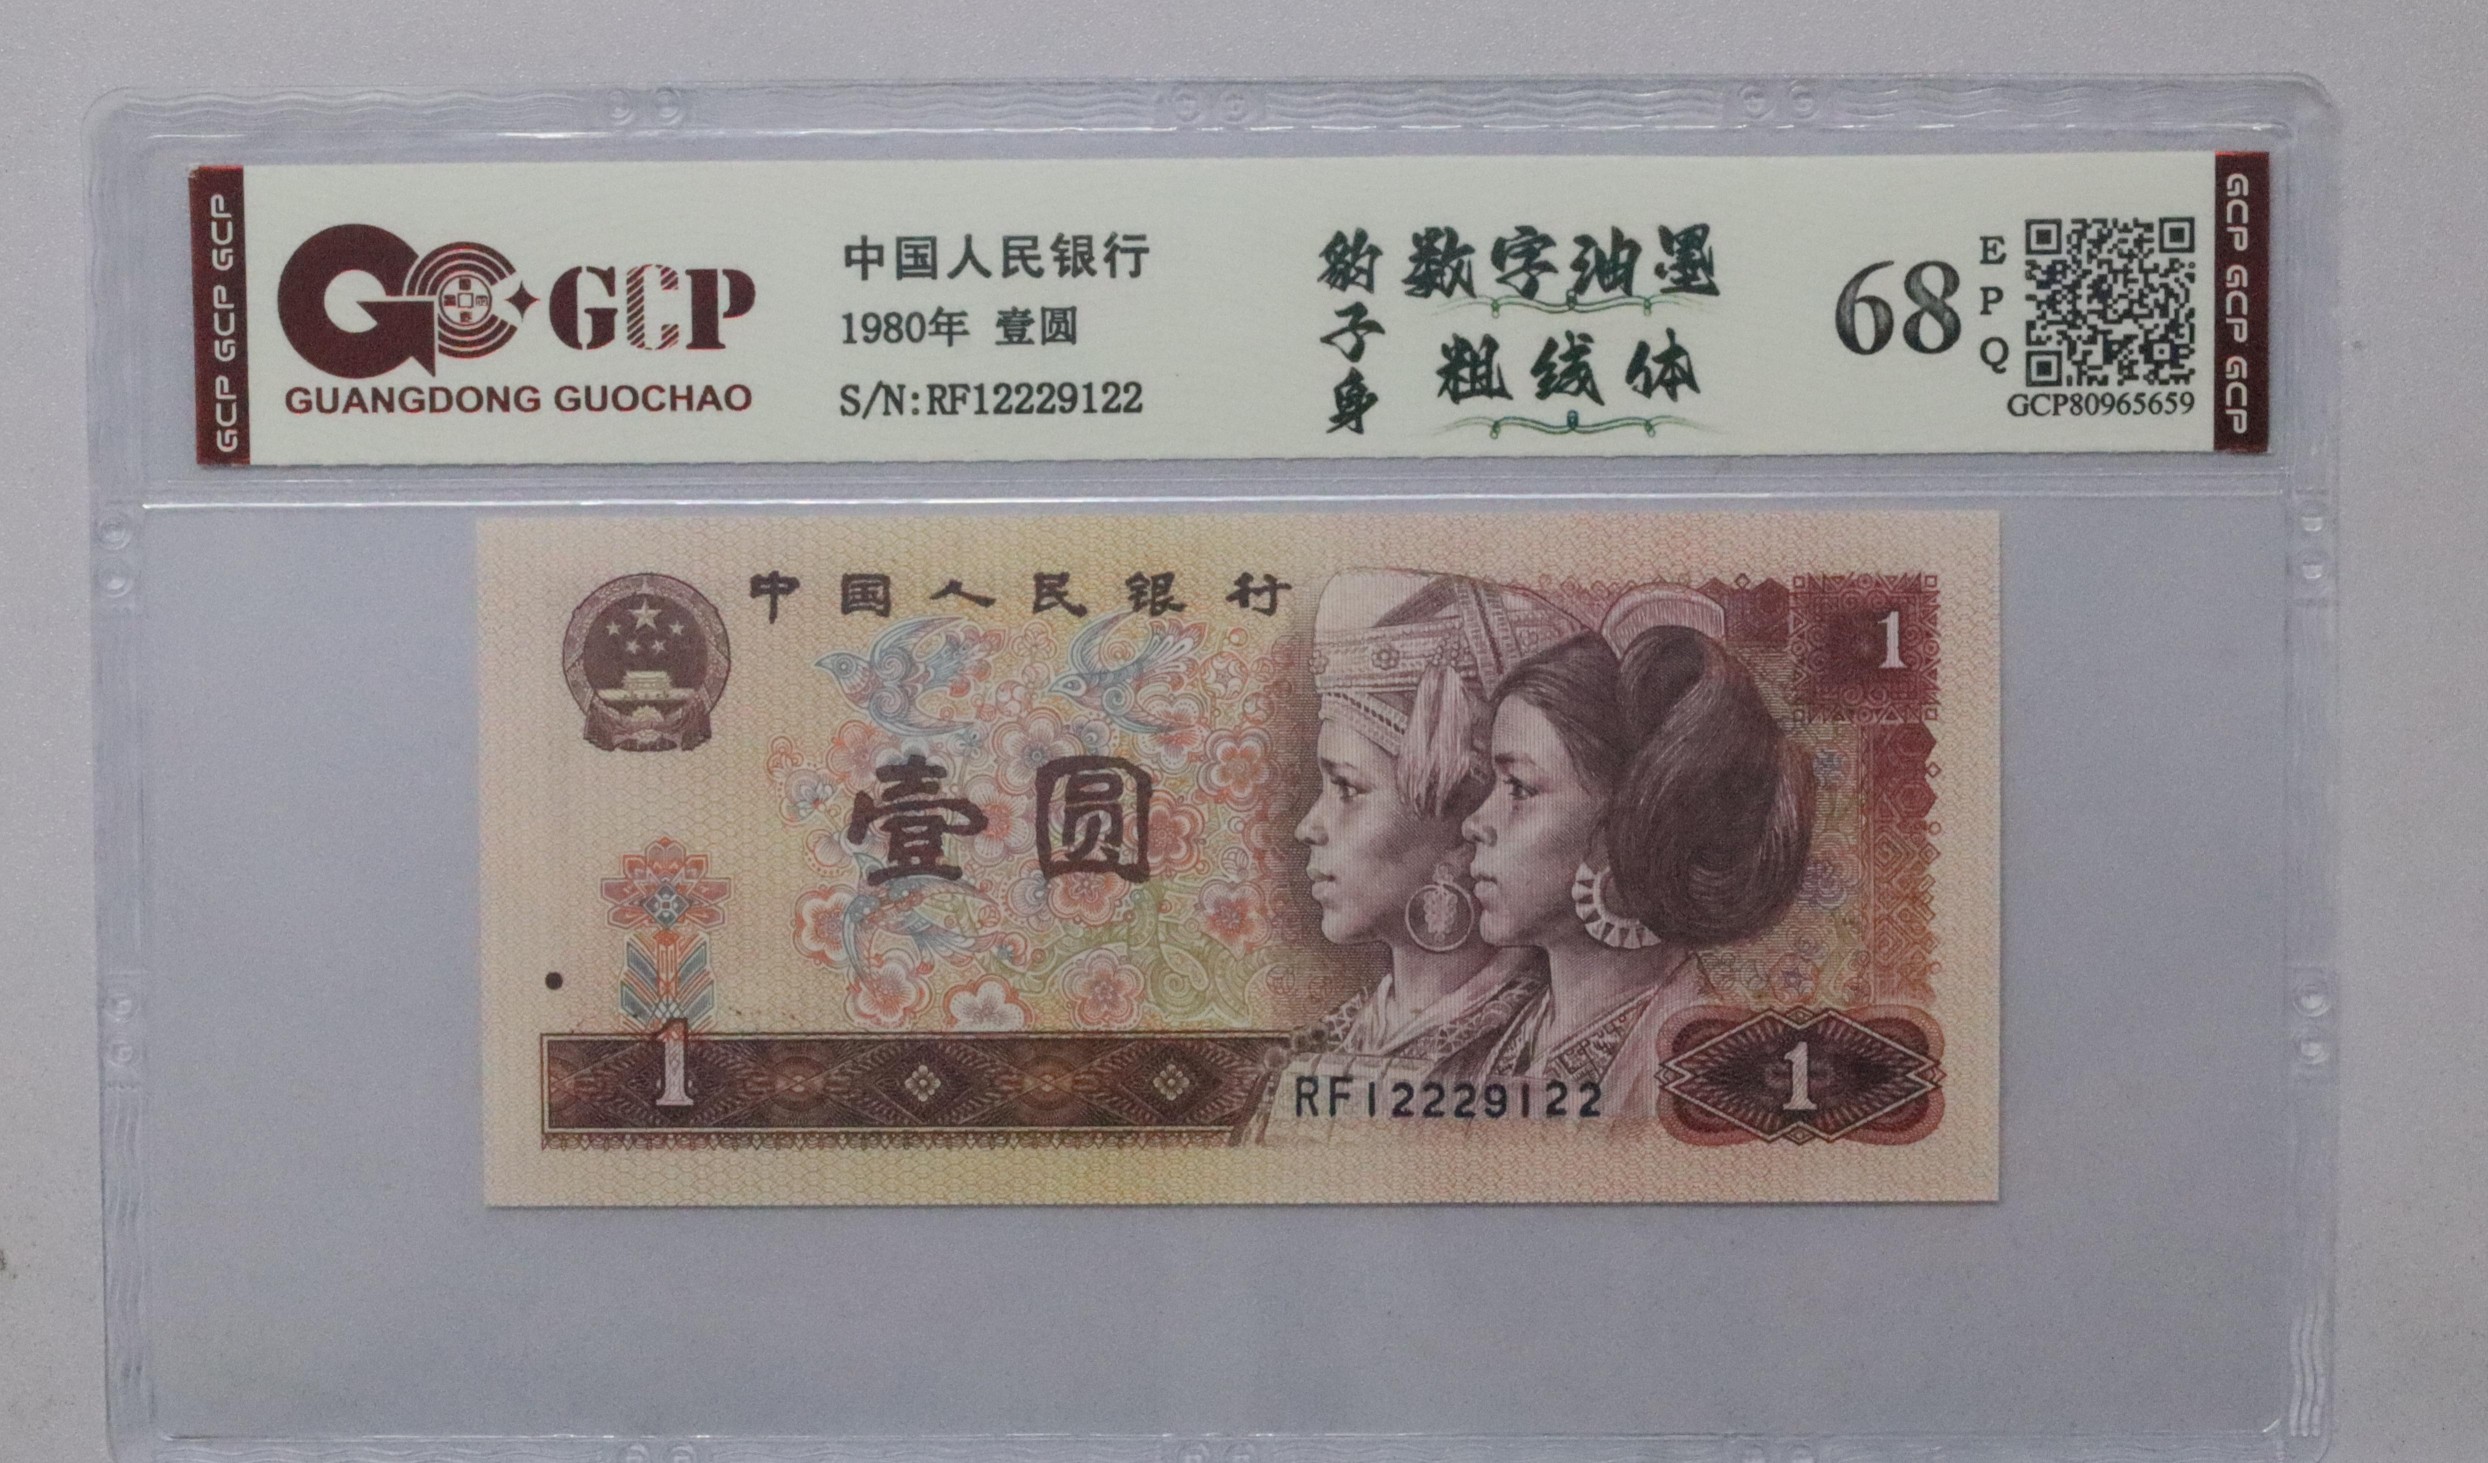 GCP GCP GCP
GCP
GUANGDONG GUOCHAO
中国人民银行
1980年 壹圆
S/N:RF12229122
豹子身
数字油墨
粗线体
68
EPQ
GCP80965659
GCP GCP GCP
中国人民银行
1
壹圆
1
RF12229122
1